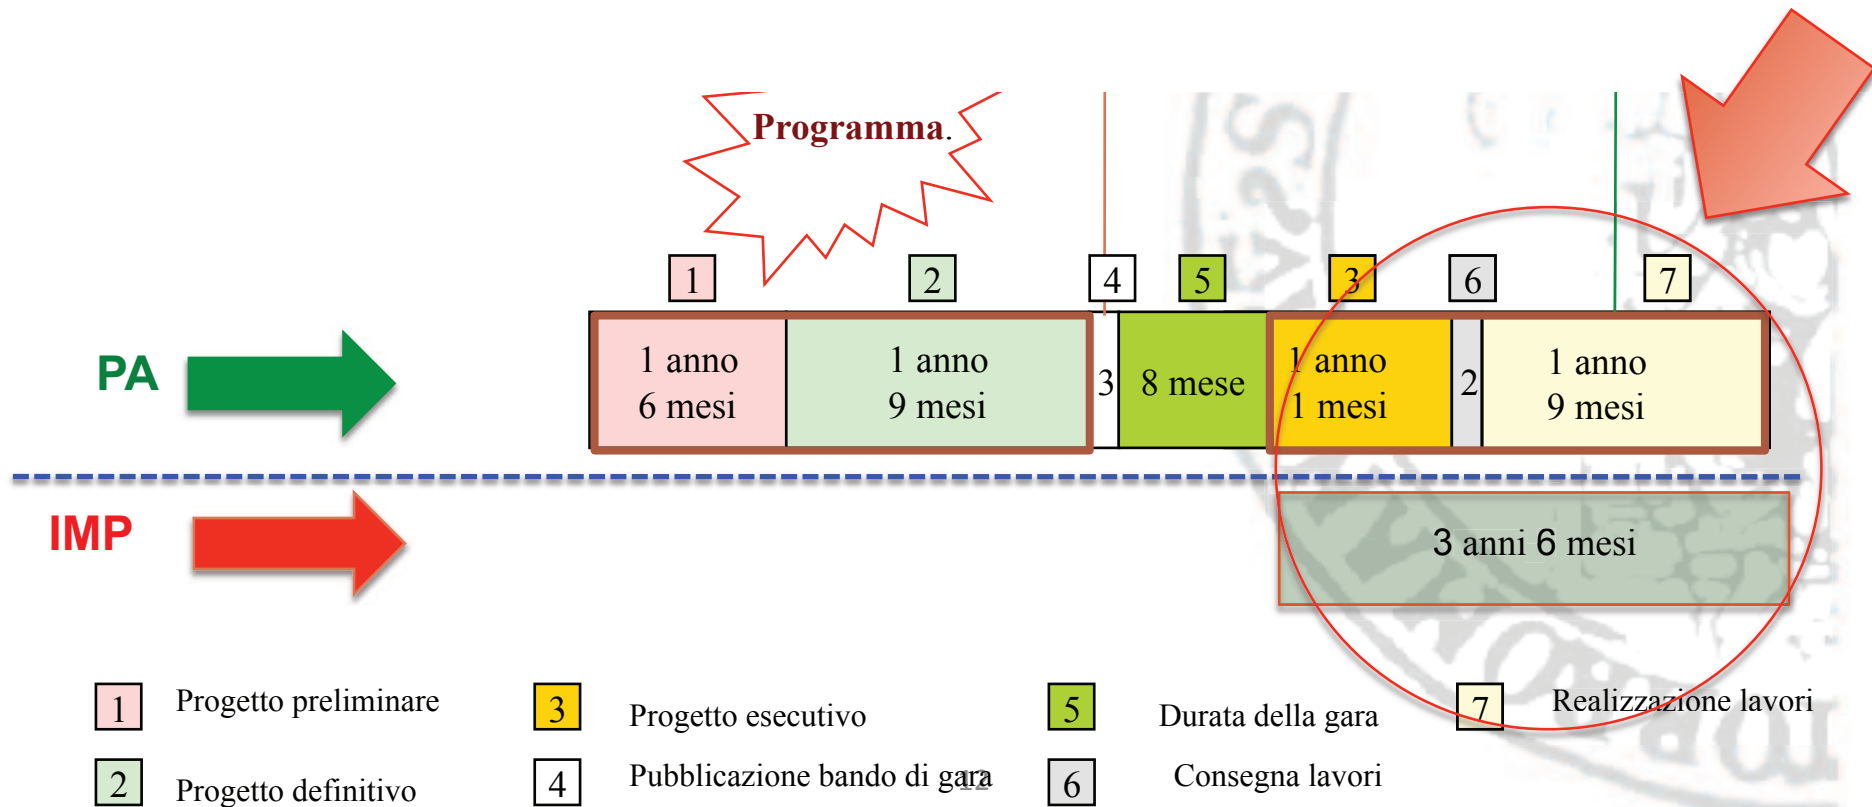 Programma.
1
2
4
5
3
6
7
PA
1 anno
6 mesi
1 anno
9 mesi
3
8 mese
1 anno
1 mesi
2
1 anno
9 mesi
IMP
3 anni 6 mesi
1 Progetto preliminare
3 Progetto esecutivo
5 Durata della gara
7 Realizzazione lavori
2 Progetto definitivo
4 Pubblicazione bando di gara
12
6 Consegna lavori